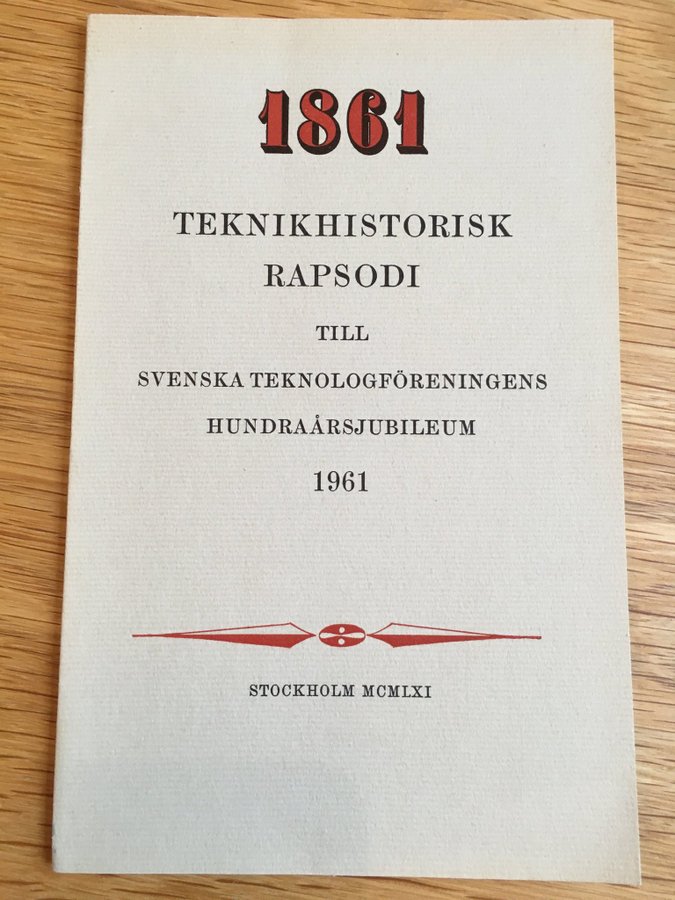 1861
TEKNIKHISTORISK
RAPSODI
TILL
SVENSKA TEKNOLOGFÖRENINGENS
HUNDRAÅRSJUBILEUM
1961
STOCKHOLM MCMLXI